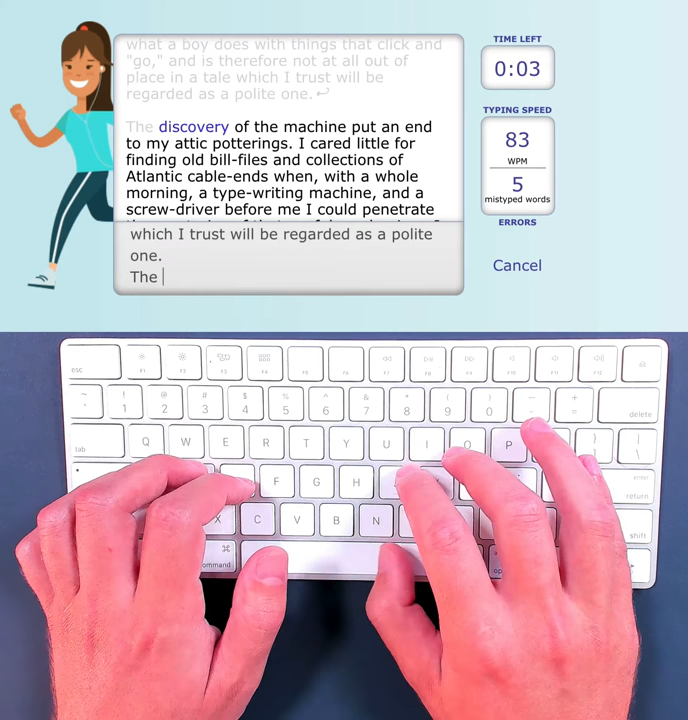 what a boy does with things that click and
"go," and is therefore not at all out of
place in a tale which I trust will be
regarded as a polite one.↩
The discovery of the machine put an end
to my attic potterings. I cared little for
finding old bill-files and collections of
Atlantic cable-ends when, with a whole
morning, a type-writing machine, and a
screw-driver before me I could penetrate
which I trust will be regarded as a polite
one.
The
TIME LEFT
0:03
TYPING SPEED
83
WPM
5
mistyped words
ERRORS
Cancel
esc F1 F2 F3 F4 F5 F6 F7 F8 F9 F10 F11 F12
~ ! @ # $ % ^ & * ( ) — +
1 2 3 4 5 6 7 8 9 0 - = delete
tab Q W E R T Y U I O P } | \
F G H enter return
X C V B N shift
⌘ ommand op